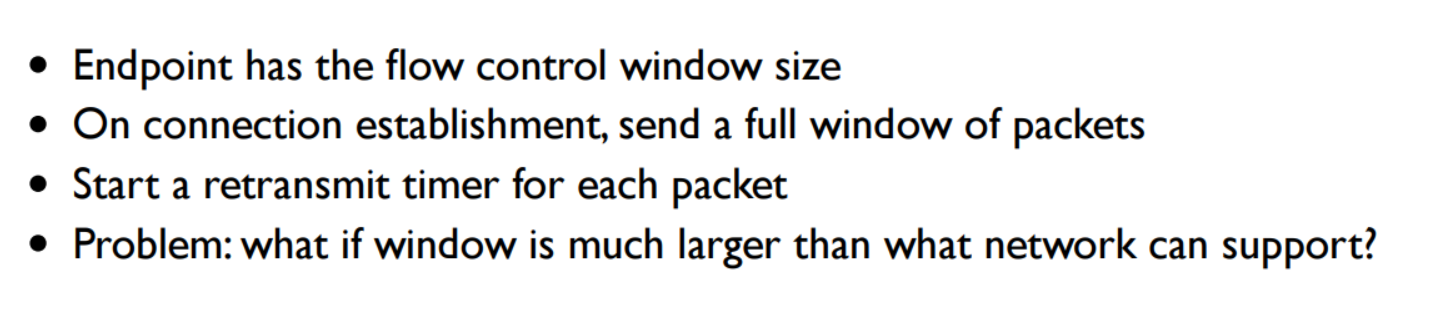 • Endpoint has the flow control window size
• On connection establishment, send a full window of packets
• Start a retransmit timer for each packet
• Problem: what if window is much larger than what network can support?